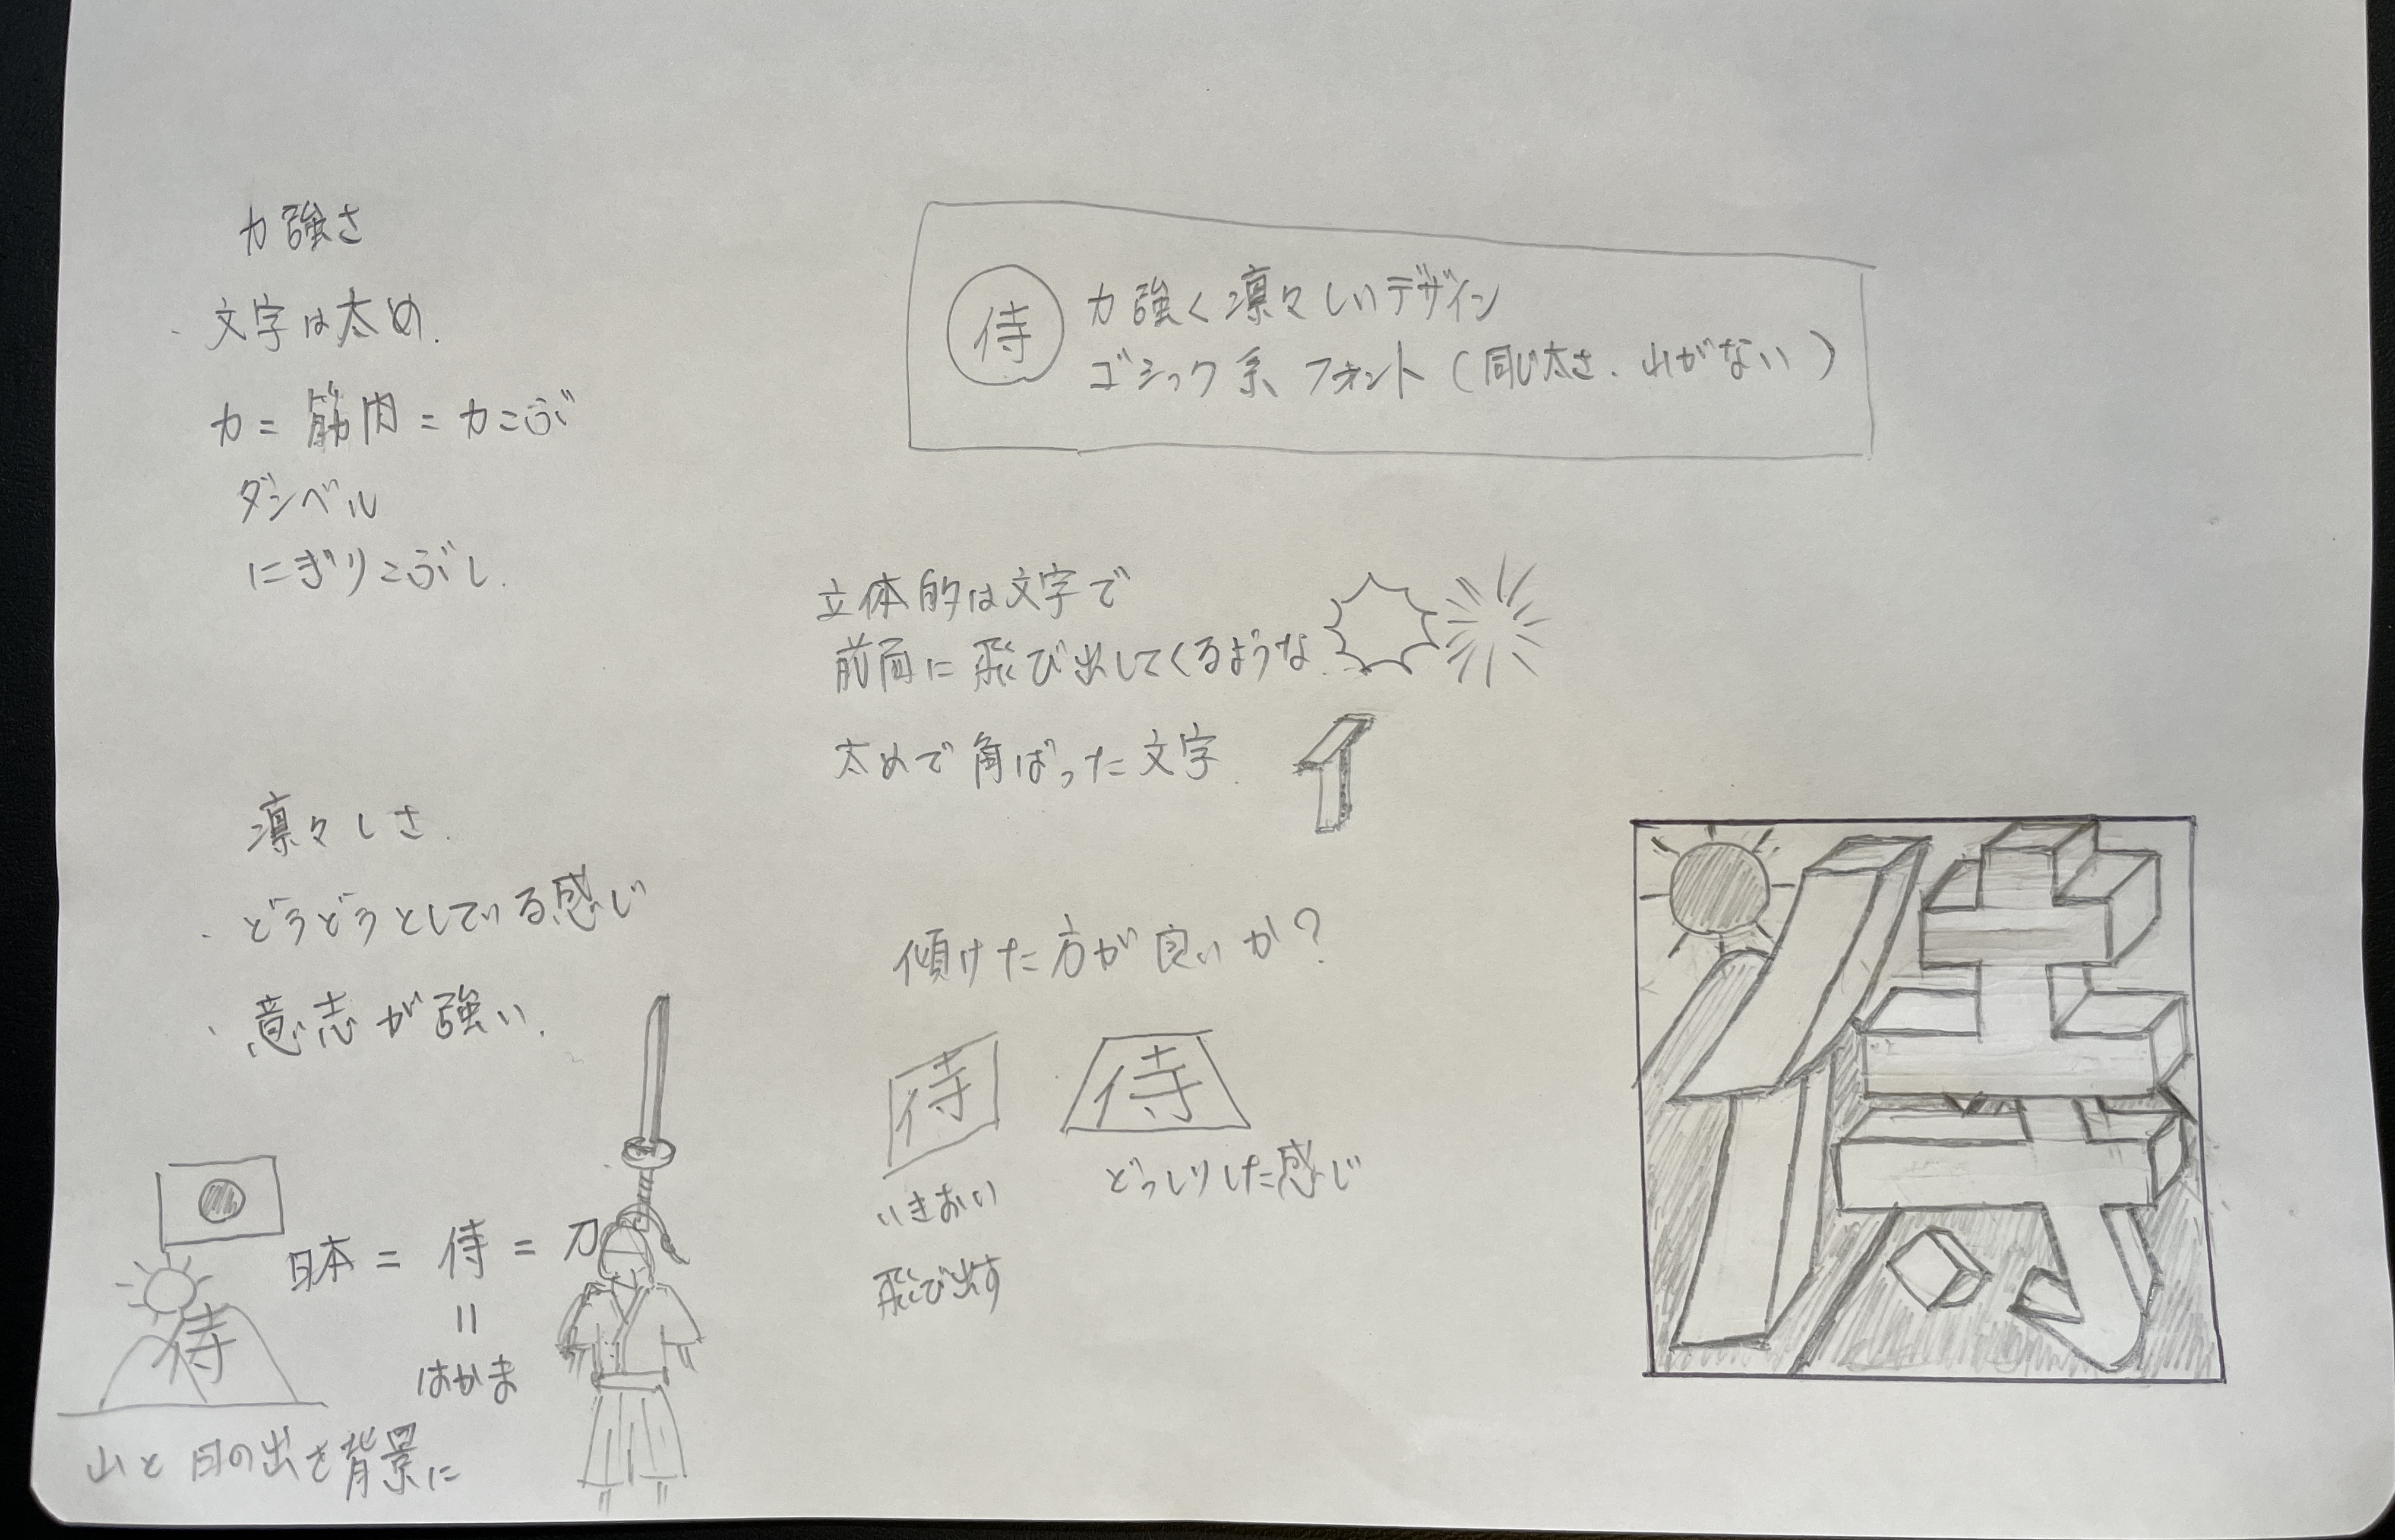 力強さ
・文字は太め.
力=筋肉=力こぶ
ダンベル
にぎりこぶし.
侍
力強く凛々しいデザイン
ゴシック系フォント(同じ太さ、山がない)
立体的は文字で
前面に飛び出してくるような
太めで角ばった文字
イ
凛々しさ.
・どうどうとしている感じ
・意志が強い.
傾けた方が良いか?
侍
侍
いきおい
飛び出す
どっしりした感じ
日本=侍=刀
=
はかま
侍
山と日の出を背景に
侍